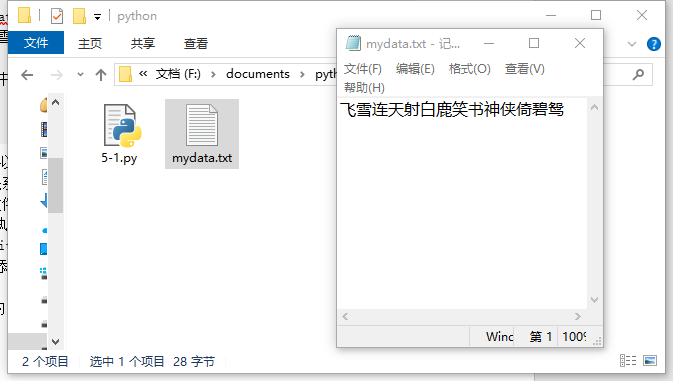 python
文件
主页
共享
查看
« 文档 (F:) › documents › pyth
5-1.py
mydata.txt
2 个项目 选中 1 个项目 28 字节
mydata.txt - 记...
文件(F) 编辑(E) 格式(O) 查看(V)
帮助(H)
飞雪连天射白鹿笑书神侠倚碧鸳
Winc 第 1 100%